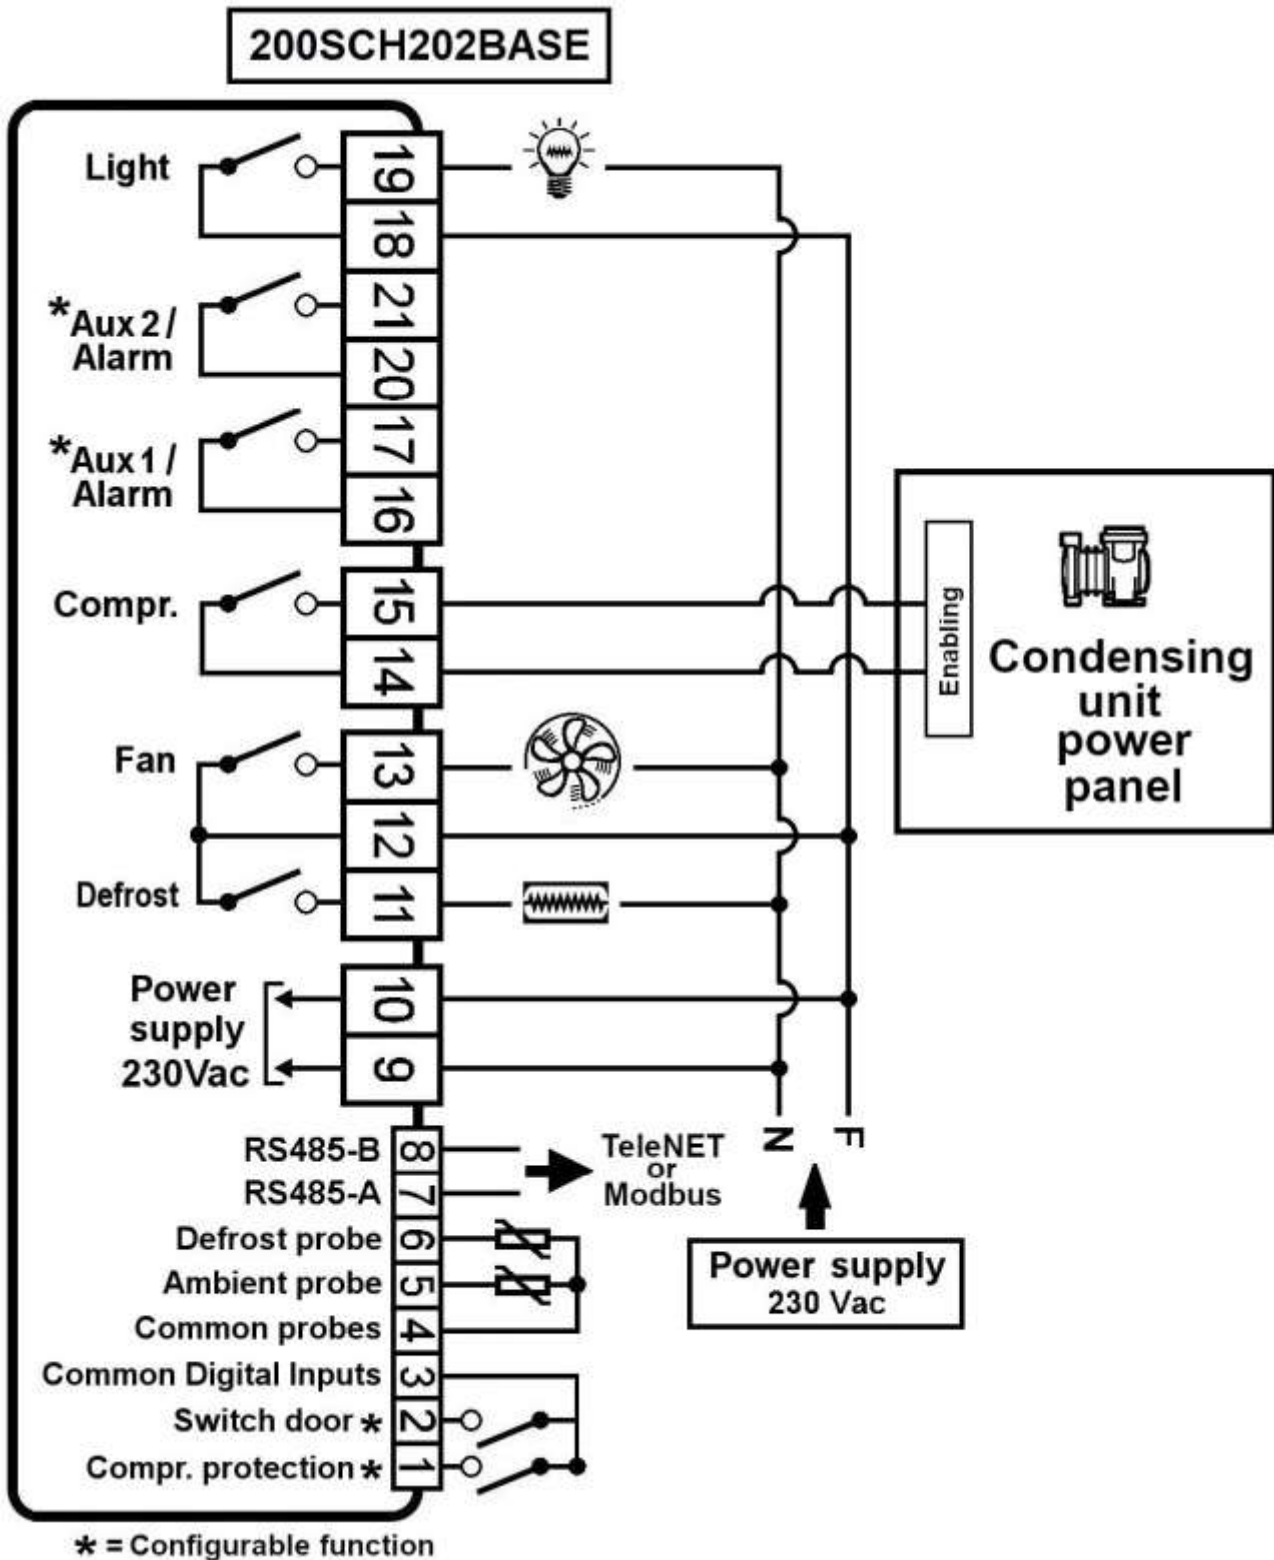 200SCH202BASE
Light
19
18
*Aux 2 /
Alarm
21
20
*Aux 1 /
Alarm
17
16
Compr.
15
14
Enabling
Condensing
unit
power
panel
Fan
13
12
Defrost
11
Power
supply
230Vac
10
9
N
F
RS485-B
8
RS485-A
7
TeleNET
or
Modbus
Defrost probe
6
Ambient probe
5
Common probes
4
Power supply
230 Vac
Common Digital Inputs
3
Switch door *
2
Compr. protection *
1
* = Configurable function